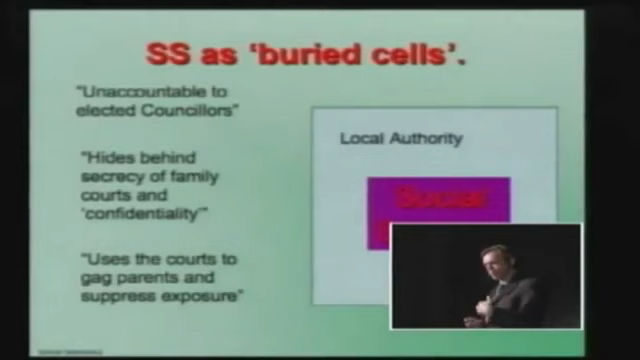 SS as ‘buried cells’.
“Unaccountable to
elected Councillors”
“Hides behind
secrecy of family
courts and
‘confidentiality’”
“Uses the courts to
gag parents and
suppress exposure”
Local Authority
Social